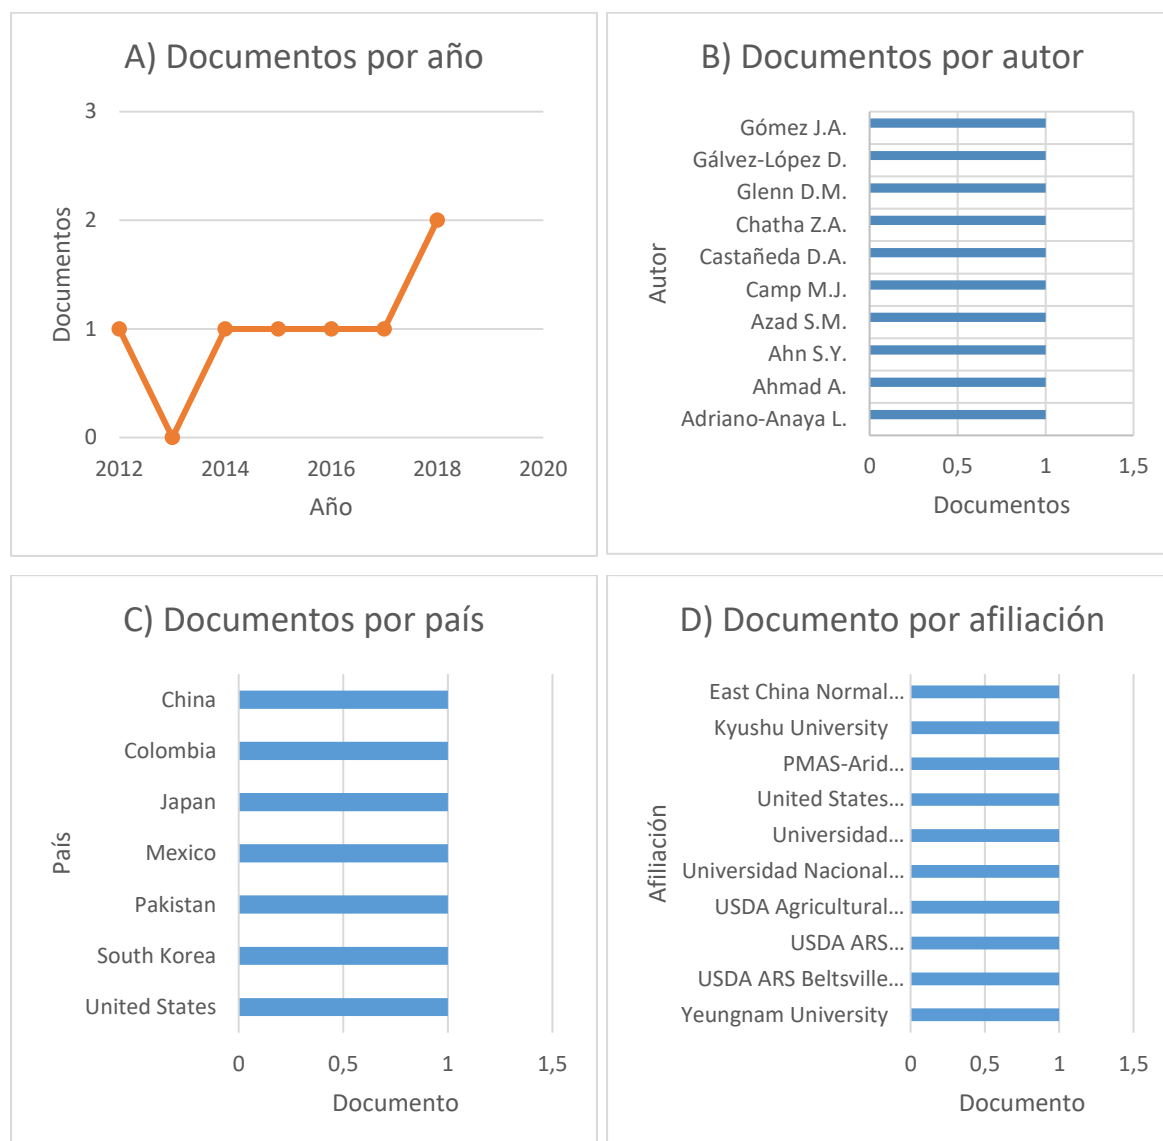 A) Documentos por año
3
2
1
0
2012 2014 2016 2018 2020
Documentos
Año
B) Documentos por autor
Gómez J.A.
Gálvez-López D.
Glenn D.M.
Chatha Z.A.
Castañeda D.A.
Camp M.J.
Azad S.M.
Ahn S.Y.
Ahmad A.
Adriano-Anaya L.
0 0,5 1 1,5
Autor
Documentos
C) Documentos por país
China
Colombia
Japan
Mexico
Pakistan
South Korea
United States
0 0,5 1 1,5
País
Documento
D) Documento por afiliación
East China Normal...
Kyushu University
PMAS-Arid...
United States...
Universidad...
Universidad Nacional...
USDA Agricultural...
USDA ARS...
USDA ARS Beltsville...
Yeungnam University
0 0,5 1 1,5
Afiliación
Documento